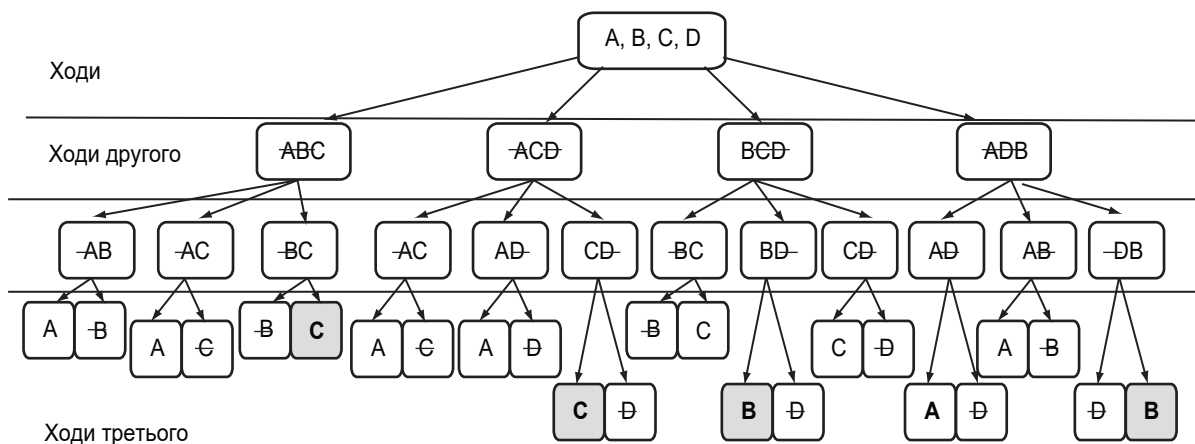 A, B, C, D
Ходи
Ходи другого
ABC
ACD
BCD
ADB
AB
AC
BC
AC
AD
CD
BC
BD
CD
AD
AB
DB
A B
A C
B C
A C
A D
B C
C D
A B
C D
B D
A D
D B
Ходи третього